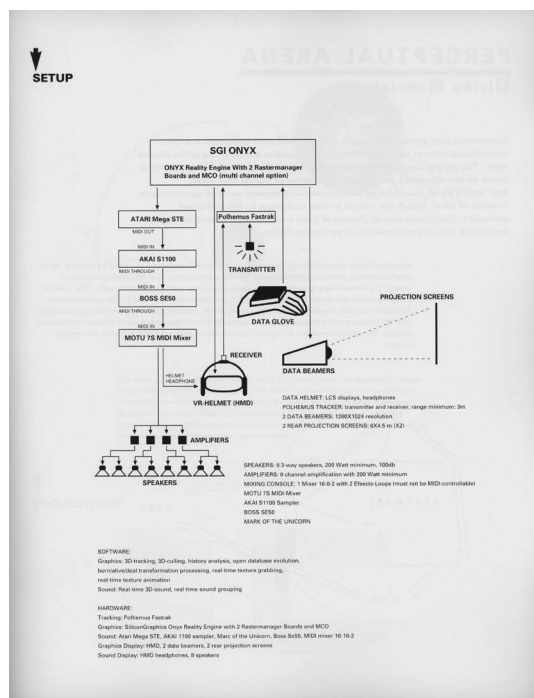 SETUP
SGI ONYX
ONYX Reality Engine With 2 Rastermanager
Boards and MCO (multi channel option)
ATARI Mega STE
Polhemus Fastrak
MIDI OUT
MIDI IN
AKAI S1100
TRANSMITTER
MIDI THROUGH
MIDI IN
BOSS SE50
MIDI THROUGH
DATA GLOVE
PROJECTION SCREENS
MIDI IN
MOTU 7S MIDI Mixer
RECEIVER
HELMET
HEADPHONE
DATA BEAMERS
VR-HELMET (HMD)
DATA HELMET: LCS displays, headphones
POLHEMUS TRACKER: transmitter and receiver, range minimum: 3m
2 DATA BEAMERS: 1280X1024 resolution
2 REAR PROJECTION SCREENS: 6X4.5 m (X2)
AMPLIFIERS
SPEAKERS
SPEAKERS: 8 3-way speakers, 200 Watt minimum, 100db
AMPLIFIERS: 8 channel amplification with 200 Watt minimum
MIXING CONSOLE: 1 Mixer 16-8-2 with 2 Efeects-Loops (must not be MIDI-controllable)
MOTU 7S MIDI-Mixer
AKAI S1100 Sampler
BOSS SE50
MARK OF THE UNICORN
SOFTWARE:
Graphics: 3D-tracking, 3D-culling, history analysis, open database evolution,
born/alive/deal transformation processing, real-time texture grabbing,
real-time texture animation
Sound: Real-time 3D-sound, real-time sound grouping
HARDWARE:
Tracking: Polhemus Fastrak
Graphics: SiliconGraphics Onyx Reality Engine with 2 Rastermanager Boards and MCO
Sound: Atari Mega STE, AKAI 1100 sampler, Marc of the Unicorn, Boss Se50, MIDI mixer 16-18-2
Graphics Display: HMD, 2 data beamers, 2 rear projection screens
Sound Display: HMD headphones, 8 speakers